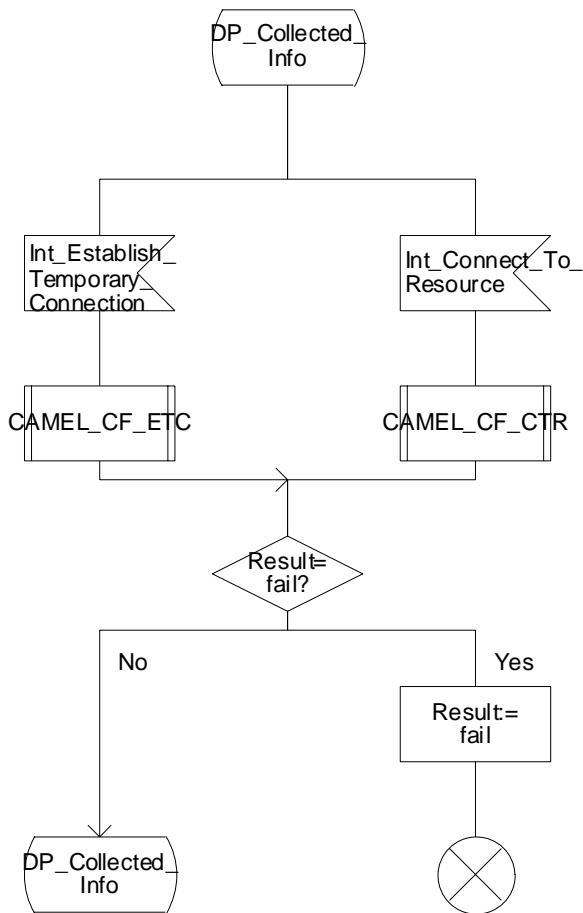 DP_Collected_
Info
Int_Establish_
Temporary_
Connection
Int_Connect_To_
Resource
CAMEL_CF_ETC
CAMEL_CF_CTR
Result=
fail?
No
Yes
Result:=
fail
DP_Collected_
Info